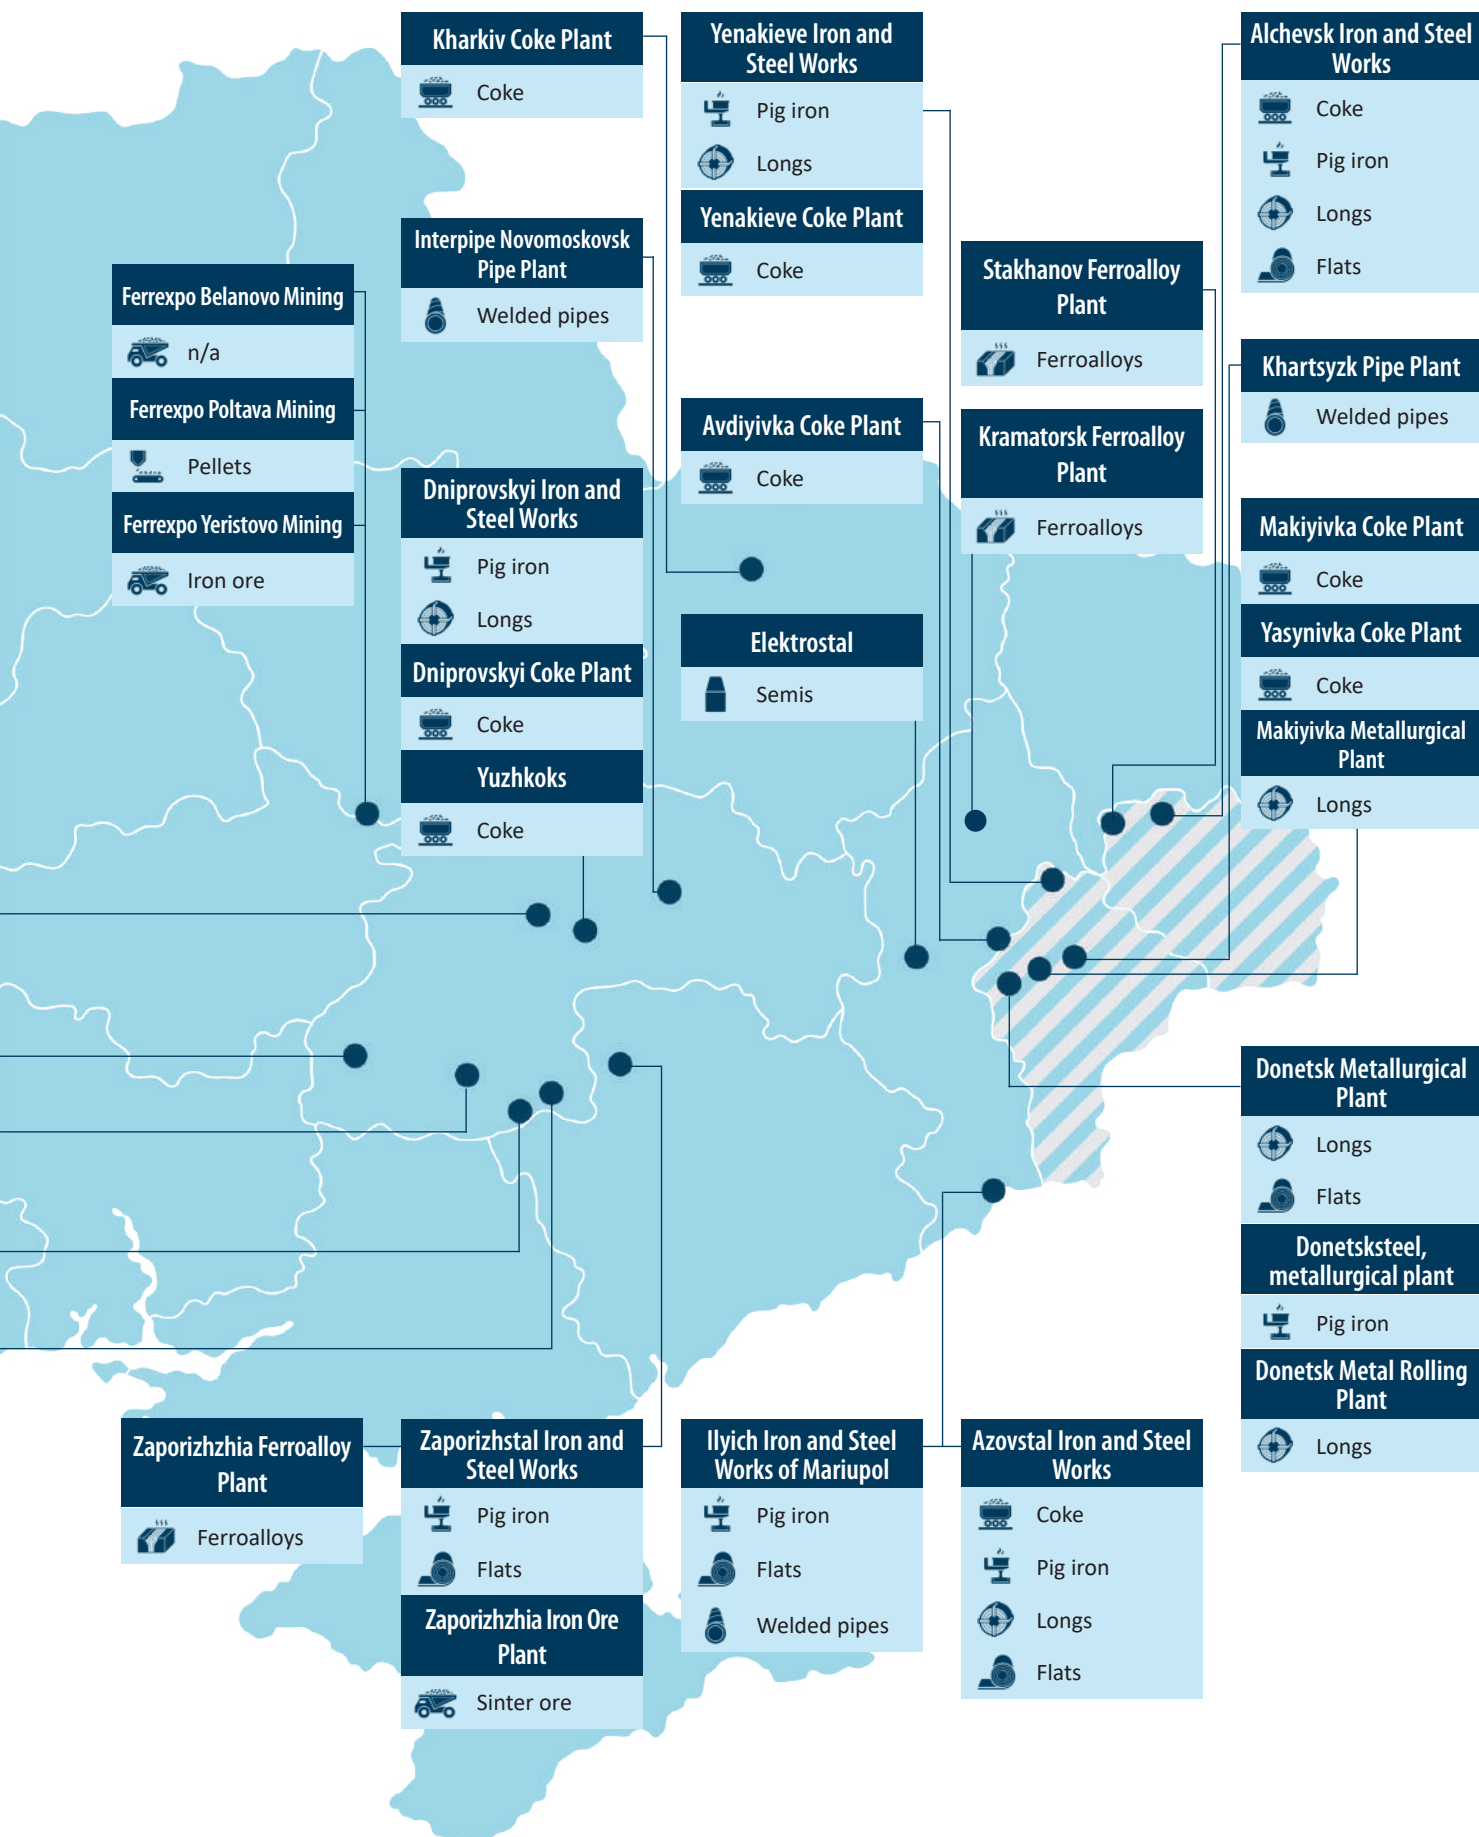 Kharkiv Coke Plant
Coke
Yenakieve Iron and
Steel Works
Pig iron
Longs
Yenakieve Coke Plant
Coke
Alchevsk Iron and Steel
Works
Coke
Pig iron
Longs
Flats
Interpipe Novomoskovsk
Pipe Plant
Welded pipes
Ferrexpo Belanovo Mining
n/a
Ferrexpo Poltava Mining
Pellets
Ferrexpo Yeristovo Mining
Iron ore
Stakhanov Ferroalloy
Plant
Ferroalloys
Khartsyzk Pipe Plant
Welded pipes
Avdiyivka Coke Plant
Coke
Kramatorsk Ferroalloy
Plant
Ferroalloys
Dniprovskyi Iron and
Steel Works
Pig iron
Longs
Dniprovskyi Coke Plant
Coke
Yuzhkoks
Coke
Elektrostal
Semis
Makiyivka Coke Plant
Coke
Yasynivka Coke Plant
Coke
Makiyivka Metallurgical
Plant
Longs
Donetsk Metallurgical
Plant
Longs
Flats
Donetsksteel,
metallurgical plant
Pig iron
Donetsk Metal Rolling
Plant
Longs
Zaporizhzhia Ferroalloy
Plant
Ferroalloys
Zaporizhstal Iron and
Steel Works
Pig iron
Flats
Zaporizhzhia Iron Ore
Plant
Sinter ore
Ilyich Iron and Steel
Works of Mariupol
Pig iron
Flats
Welded pipes
Azovstal Iron and Steel
Works
Coke
Pig iron
Longs
Flats